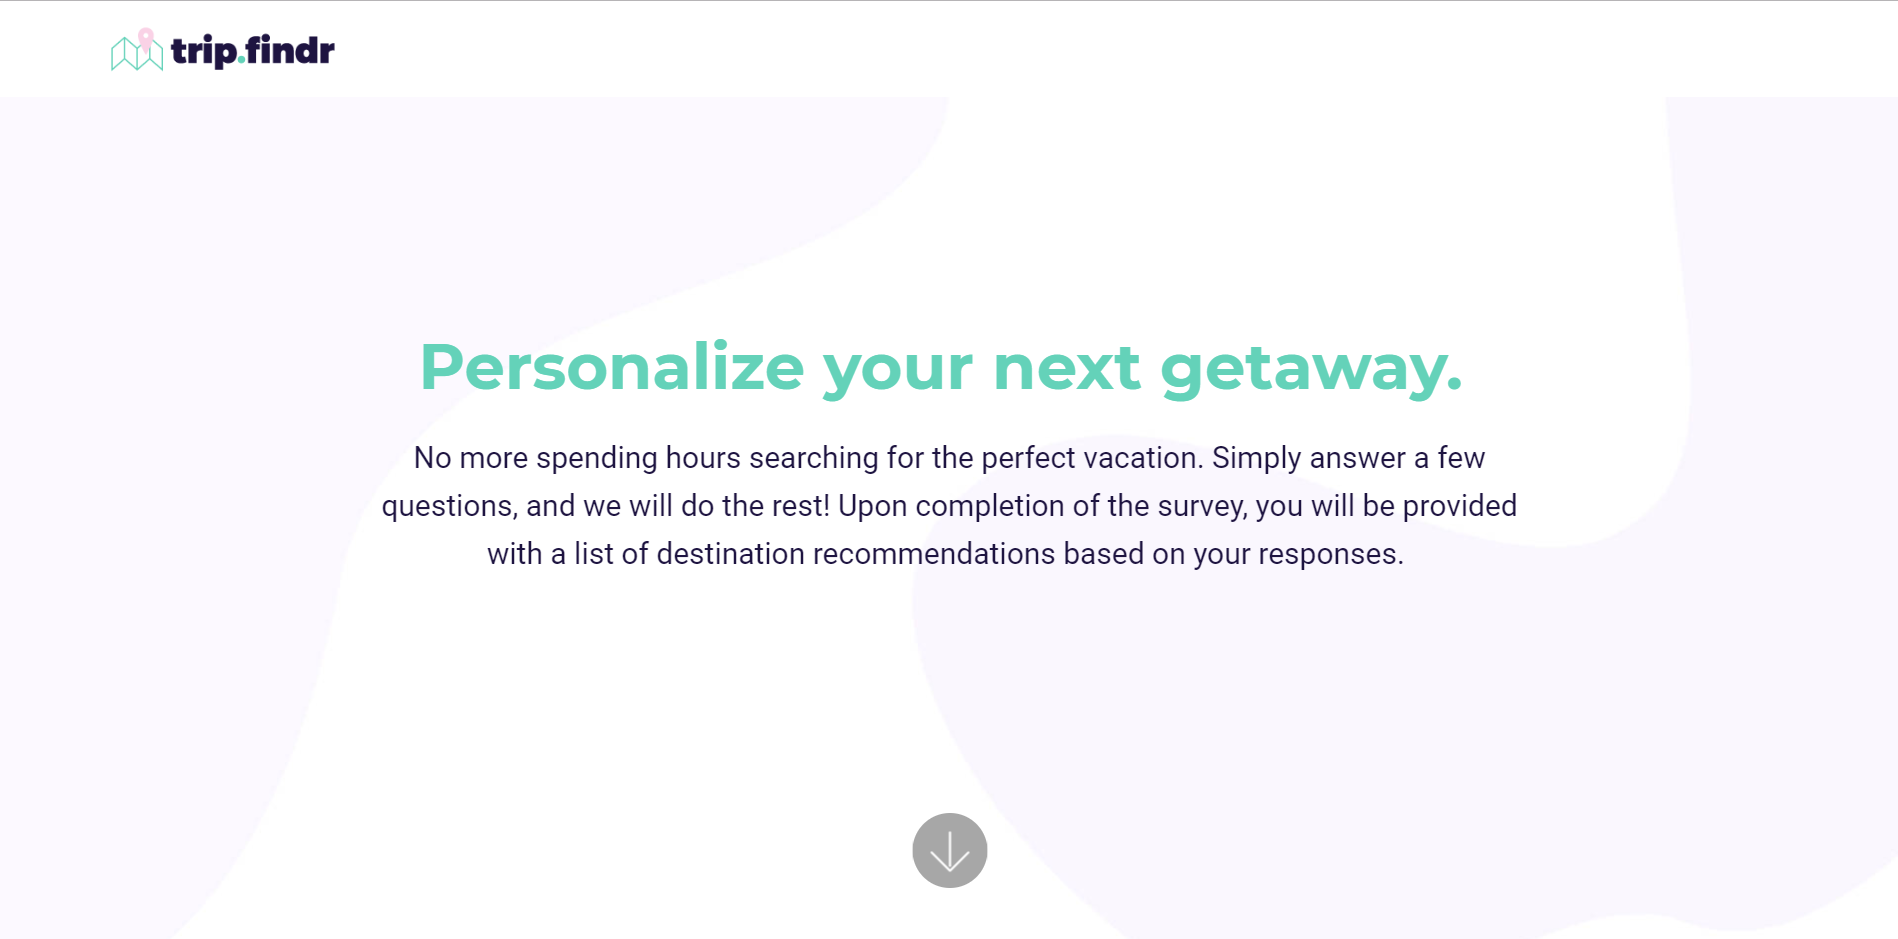 trip.findr
Personalize your next getaway.
No more spending hours searching for the perfect vacation. Simply answer a few
questions, and we will do the rest! Upon completion of the survey, you will be provided
with a list of destination recommendations based on your responses.